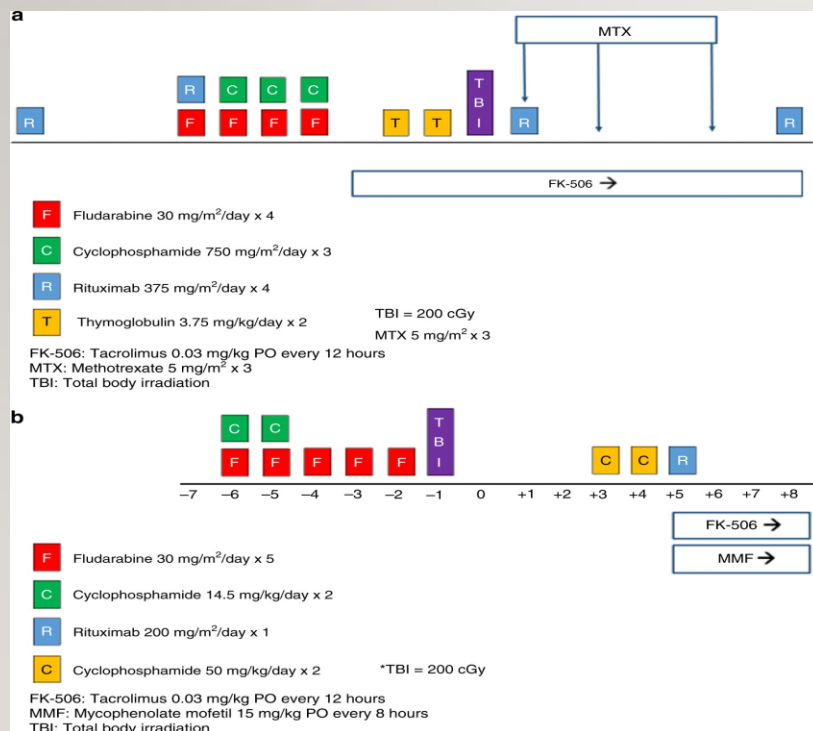 a
MTX
R C C C T B I
R F F F F T T R R
FK-506 →
F Fludarabine 30 mg/m²/day x 4
C Cyclophosphamide 750 mg/m²/day x 3
R Rituximab 375 mg/m²/day x 4
T Thymoglobulin 3.75 mg/kg/day x 2
TBI = 200 cGy
MTX 5 mg/m² x 3
FK-506: Tacrolimus 0.03 mg/kg PO every 12 hours
MTX: Methotrexate 5 mg/m² x 3
TBI: Total body irradiation
b
C C T B I
F F F F F C C R
–7 –6 –5 –4 –3 –2 –1 0 +1 +2 +3 +4 +5 +6 +7 +8
FK-506 →
MMF →
F Fludarabine 30 mg/m²/day x 5
C Cyclophosphamide 14.5 mg/kg/day x 2
R Rituximab 200 mg/m²/day x 1
C Cyclophosphamide 50 mg/kg/day x 2 *TBI = 200 cGy
FK-506: Tacrolimus 0.03 mg/kg PO every 12 hours
MMF: Mycophenolate mofetil 15 mg/kg PO every 8 hours
TBI: Total body irradiation